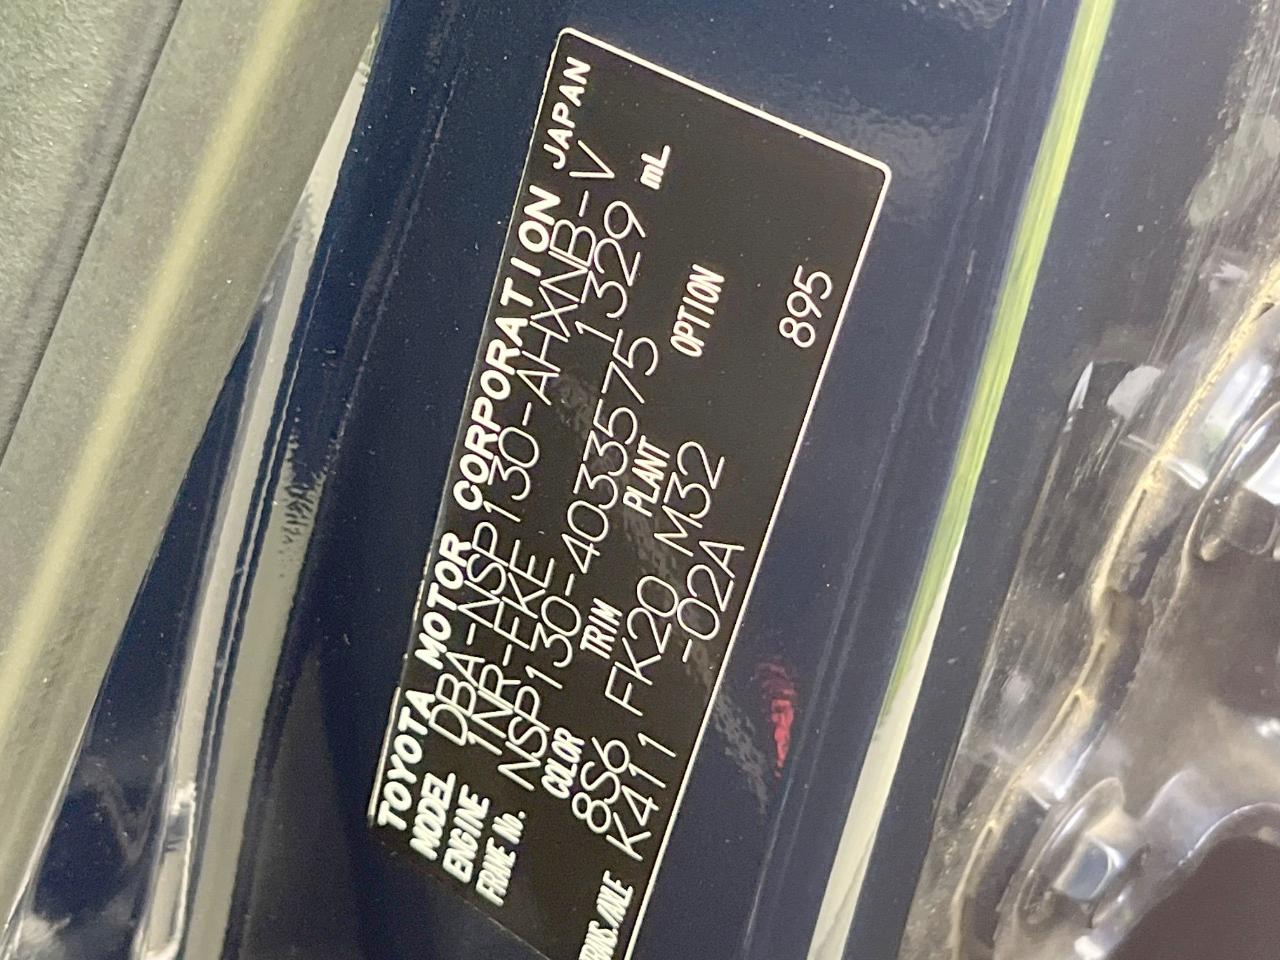 TOYOTA MOTOR CORPORATION JAPAN
MODEL DBA-NSP130-AHXNB-V
ENGINE 1NR-FKE 1329 mL
FRAME No. NSP130-4033575
COLOR TRIM PLANT OPTION
8S6 FK20 M32
TRNS./AXLE K411 -02A 895